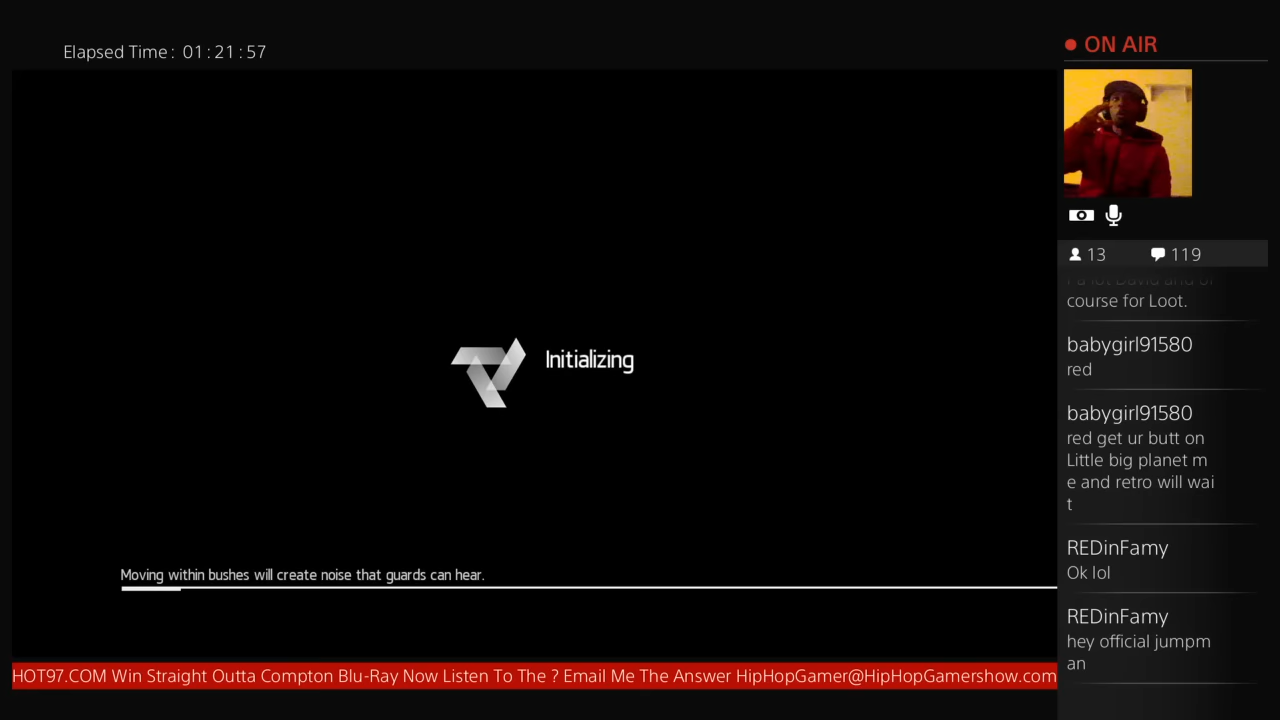 Elapsed Time: 01:21:57
ON AIR
13 119
course for Loot.
babygirl91580
red
babygirl91580
red get ur butt on
Little big planet m
e and retro will wai
t
REDinFamy
Ok lol
REDinFamy
hey official jumpm
an
Initializing
Moving within bushes will create noise that guards can hear.
HOT97.COM Win Straight Outta Compton Blu-Ray Now Listen To The ? Email Me The Answer HipHopGamer@HipHopGamershow.com